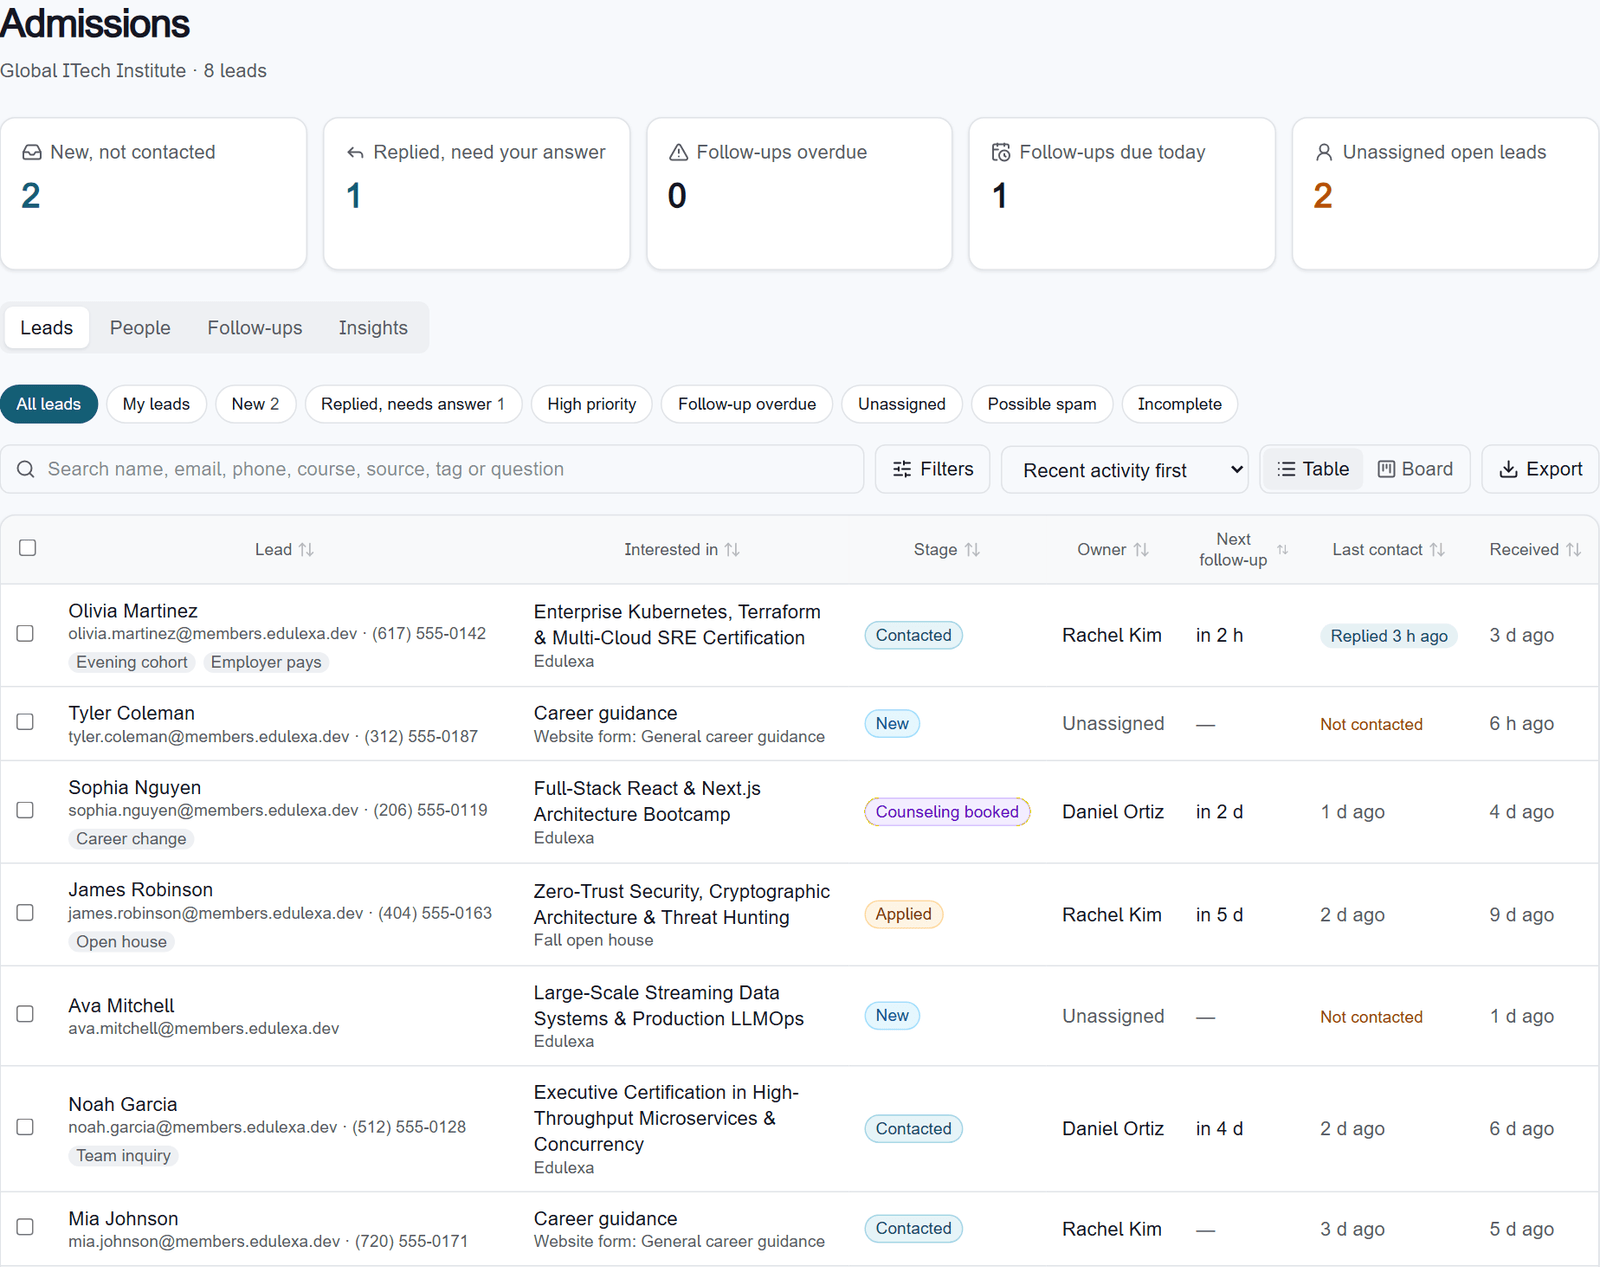 Admissions
Global ITech Institute · 8 leads
New, not contacted
2
Replied, need your answer
1
Follow-ups overdue
0
Follow-ups due today
1
Unassigned open leads
2
Leads People Follow-ups Insights
All leads My leads New 2 Replied, needs answer 1 High priority Follow-up overdue Unassigned Possible spam Incomplete
Search name, email, phone, course, source, tag or question Filters Recent activity first Table Board Export
Lead Interested in Stage Owner Next follow-up Last contact Received
Olivia Martinez
olivia.martinez@members.edulexa.dev · (617) 555-0142
Evening cohort Employer pays
Enterprise Kubernetes, Terraform
& Multi-Cloud SRE Certification
Edulexa
Contacted Rachel Kim in 2 h Replied 3 h ago 3 d ago
Tyler Coleman
tyler.coleman@members.edulexa.dev · (312) 555-0187
Career guidance
Website form: General career guidance
New Unassigned — Not contacted 6 h ago
Sophia Nguyen
sophia.nguyen@members.edulexa.dev · (206) 555-0119
Career change
Full-Stack React & Next.js
Architecture Bootcamp
Edulexa
Counseling booked Daniel Ortiz in 2 d 1 d ago 4 d ago
James Robinson
james.robinson@members.edulexa.dev · (404) 555-0163
Open house
Zero-Trust Security, Cryptographic
Architecture & Threat Hunting
Fall open house
Applied Rachel Kim in 5 d 2 d ago 9 d ago
Ava Mitchell
ava.mitchell@members.edulexa.dev
Large-Scale Streaming Data
Systems & Production LLMOps
Edulexa
New Unassigned — Not contacted 1 d ago
Noah Garcia
noah.garcia@members.edulexa.dev · (512) 555-0128
Team inquiry
Executive Certification in High-
Throughput Microservices &
Concurrency
Edulexa
Contacted Daniel Ortiz in 4 d 2 d ago 6 d ago
Mia Johnson
mia.johnson@members.edulexa.dev · (720) 555-0171
Career guidance
Website form: General career guidance
Contacted Rachel Kim — 3 d ago 5 d ago